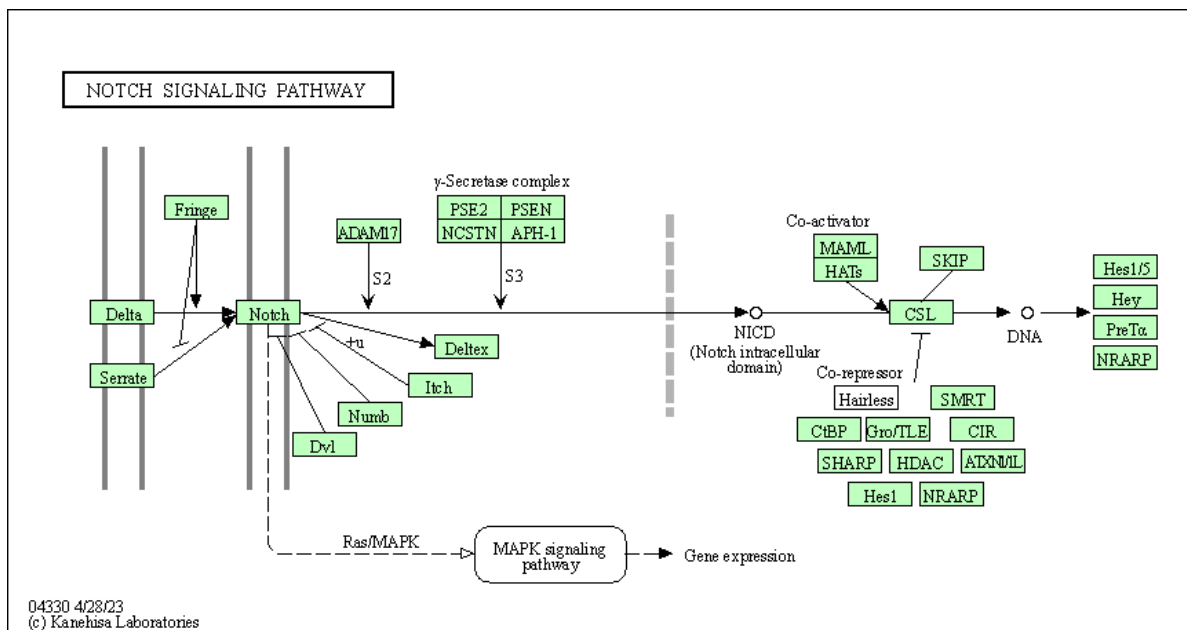 NOTCH SIGNALING PATHWAY
γ-Secretase complex
Fringe
PSE2
PSEN
ADAM17
NCSTN
APH-1
Co-activator
MAML
HATs
SKIP
S2
S3
Hes1/5
Hey
PreTα
NRARP
Delta
Notch
CSL
NICD
(Notch intracellular
domain)
DNA
+u
Deltex
Serrate
Itch
Numb
Dvl
Co-repressor
Hairless
SMRT
CtBP
Gro/TLE
CIR
SHARP
HDAC
ATXN1/1L
Hes1
NRARP
Ras/MAPK
MAPK signaling
pathway
Gene expression
04330 4/28/23
(c) Kanehisa Laboratories